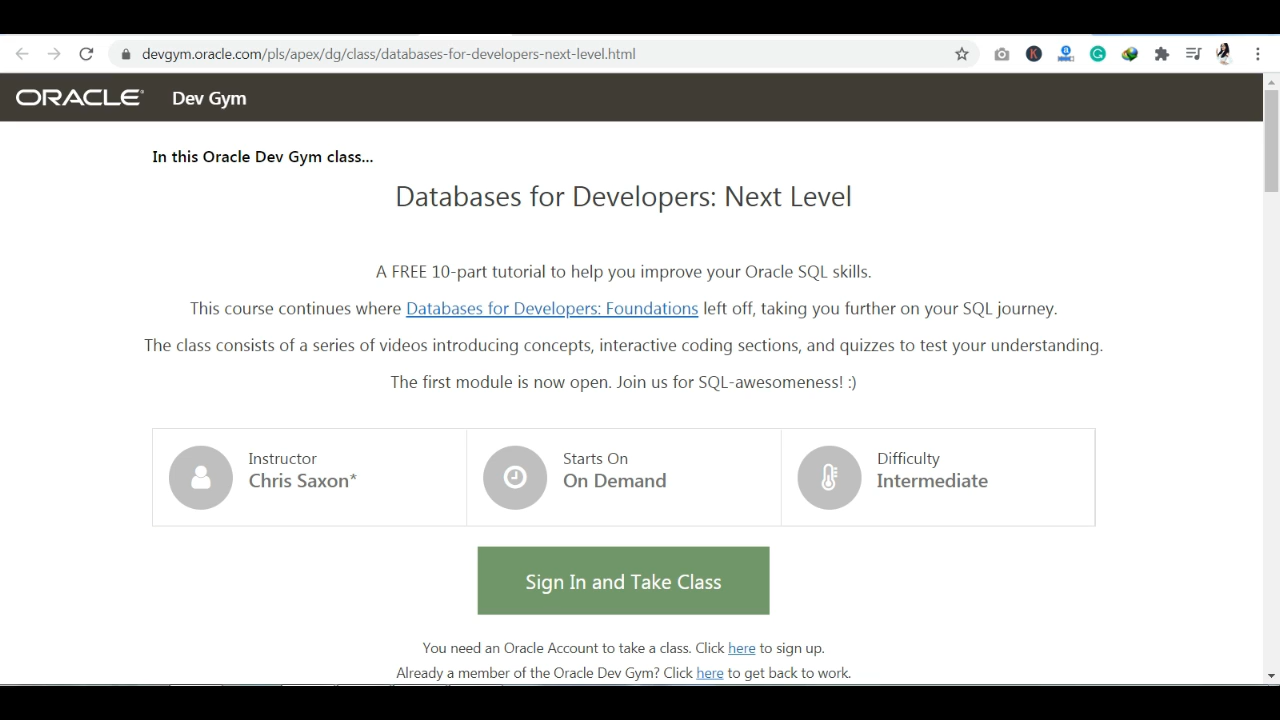 devgym.oracle.com/pls/apex/dg/class/databases-for-developers-next-level.html
ORACLE Dev Gym
In this Oracle Dev Gym class...
Databases for Developers: Next Level
A FREE 10-part tutorial to help you improve your Oracle SQL skills.
This course continues where Databases for Developers: Foundations left off, taking you further on your SQL journey.
The class consists of a series of videos introducing concepts, interactive coding sections, and quizzes to test your understanding.
The first module is now open. Join us for SQL-awesomeness! :)
Instructor
Chris Saxon*
Starts On
On Demand
Difficulty
Intermediate
Sign In and Take Class
You need an Oracle Account to take a class. Click here to sign up.
Already a member of the Oracle Dev Gym? Click here to get back to work.